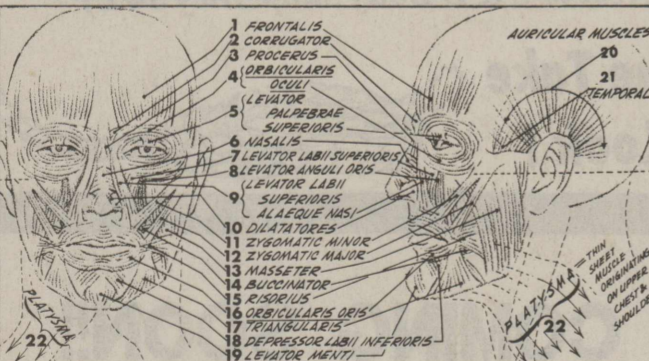 1 FRONTALIS
2 CORRUGATOR
3 PROCERUS
4 { ORBICULARIS
OCULI
5 { LEVATOR
PALPEBRAE
SUPERIORIS
6 NASALIS
7 LEVATOR LABII SUPERIORIS
8 LEVATOR ANGULI ORIS
9 { LEVATOR LABII
SUPERIORIS
ALAEQUE NASI
10 DILATATORES
11 ZYGOMATIC MINOR
12 ZYGOMATIC MAJOR
13 MASSETER
14 BUCCINATOR
15 RISORIUS
16 ORBICULARIS ORIS
17 TRIANGULARIS
18 DEPRESSOR LABII INFERIORIS
19 LEVATOR MENTI
AURICULAR MUSCLES
20
21
TEMPORAL
PLATYSMA
22
PLATYSMA = THIN
SHEET
MUSCLE
ORIGINATING
ON UPPER
CHEST &
SHOULDER
22